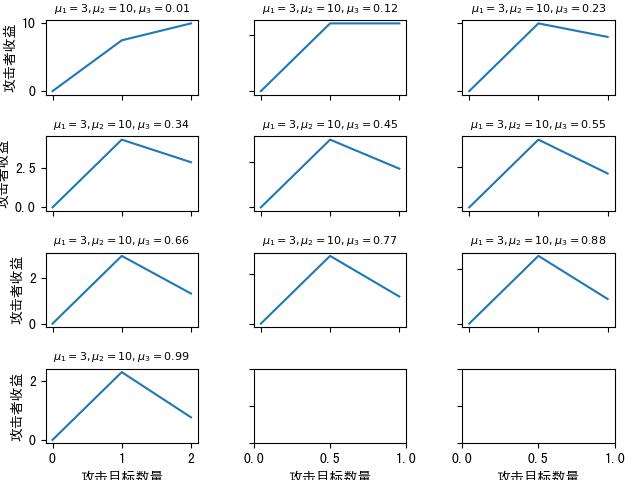 μ₁ = 3, μ₂ = 10, μ₃ = 0.01
μ₁ = 3, μ₂ = 10, μ₃ = 0.12
μ₁ = 3, μ₂ = 10, μ₃ = 0.23
10
0
攻击者收益
μ₁ = 3, μ₂ = 10, μ₃ = 0.34
μ₁ = 3, μ₂ = 10, μ₃ = 0.45
μ₁ = 3, μ₂ = 10, μ₃ = 0.55
2.5
0.0
攻击者收益
μ₁ = 3, μ₂ = 10, μ₃ = 0.66
μ₁ = 3, μ₂ = 10, μ₃ = 0.77
μ₁ = 3, μ₂ = 10, μ₃ = 0.88
2
0
攻击者收益
μ₁ = 3, μ₂ = 10, μ₃ = 0.99
2
0
攻击者收益
0 1 2
0.0 0.5 1.0
0.0 0.5 1.0
攻击目标数量
攻击目标数量
攻击目标数量